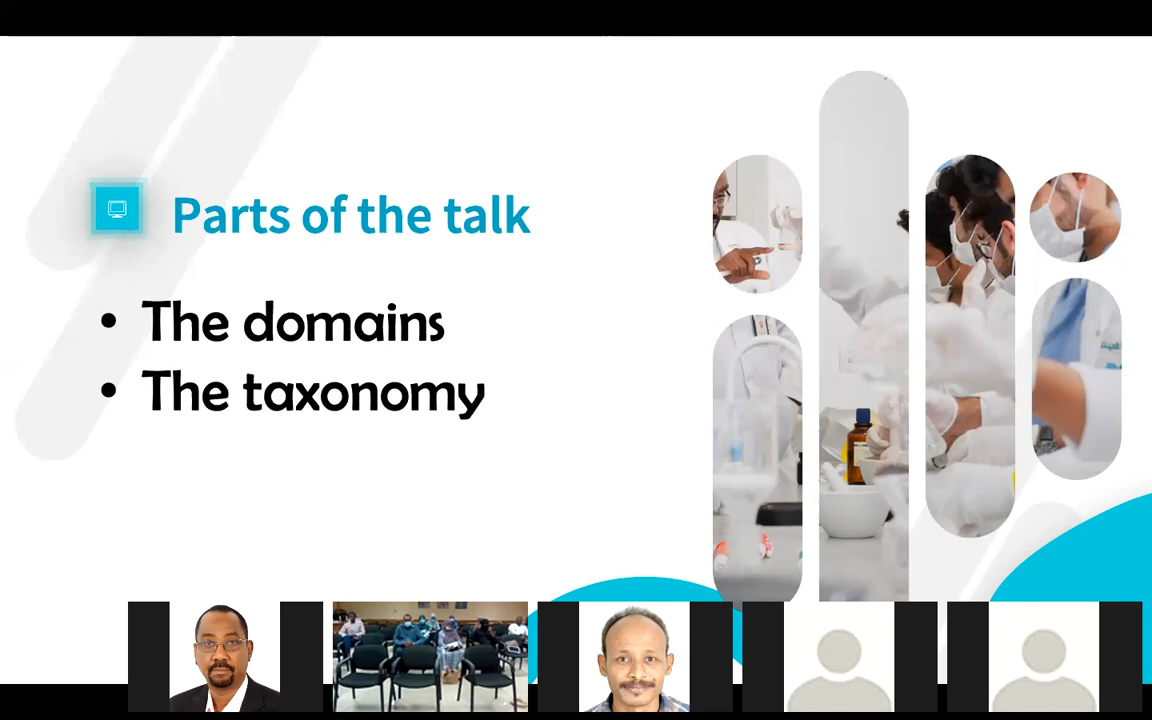 Parts of the talk
• The domains
• The taxonomy